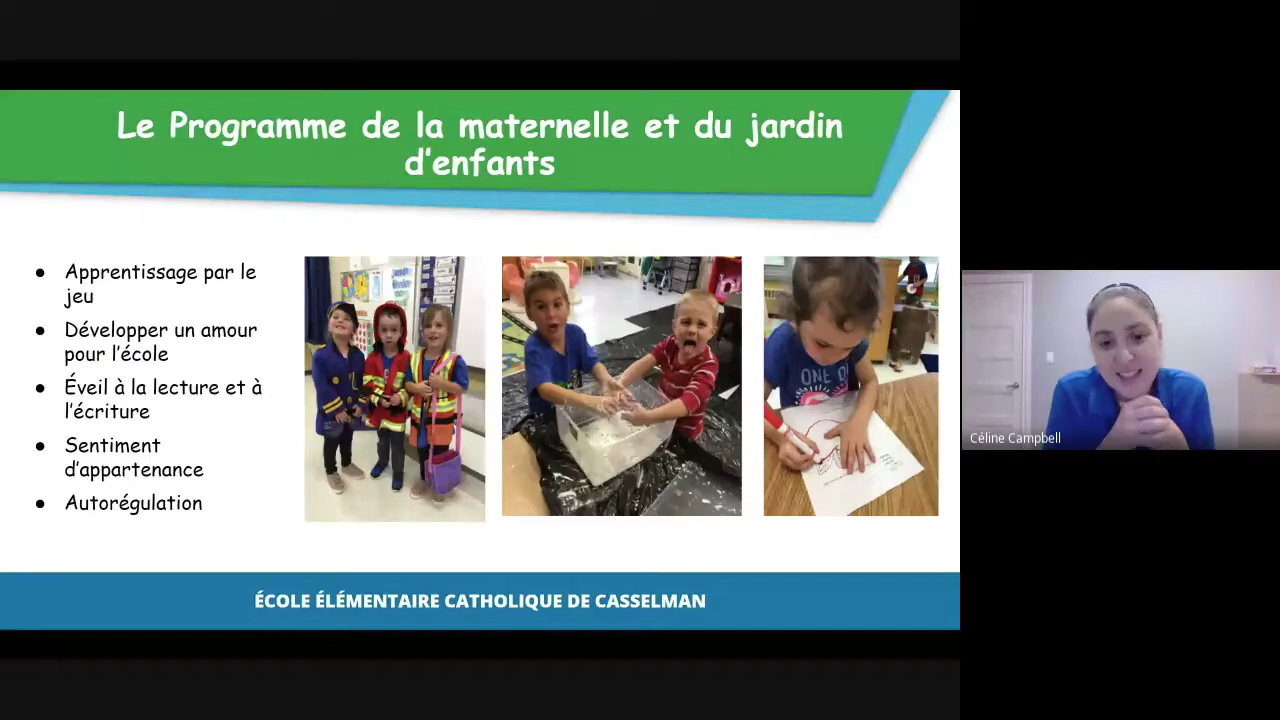 Le Programme de la maternelle et du jardin
d'enfants
● Apprentissage par le
jeu
● Développer un amour
pour l'école
● Éveil à la lecture et à
l'écriture
● Sentiment
d'appartenance
● Autorégulation
ONE O
Céline Campbell
ÉCOLE ÉLÉMENTAIRE CATHOLIQUE DE CASSELMAN